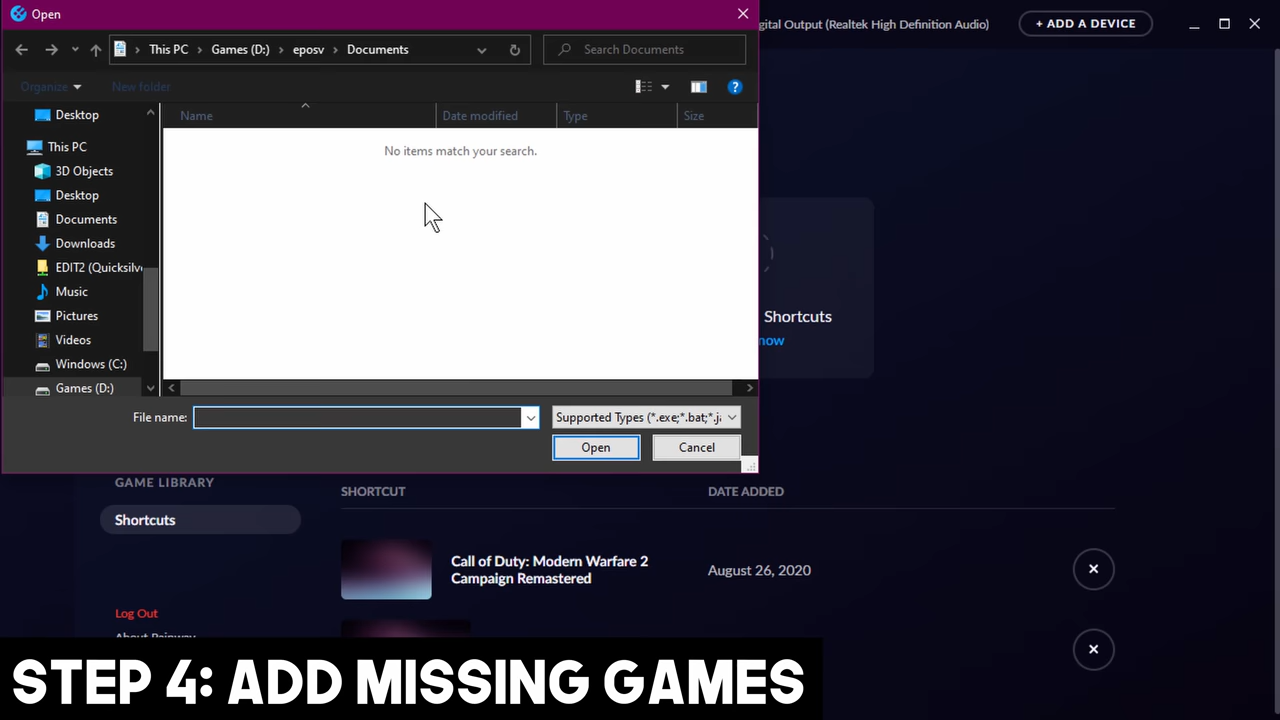 Open
igital Output (Realtek High Definition Audio)
+ ADD A DEVICE
This PC
Games (D:)
eposv
Documents
Search Documents
Organize
New folder
Name
Date modified
Type
Size
Desktop
This PC
3D Objects
Desktop
Documents
Downloads
EDIT2 (Quicksilv
Music
Pictures
Videos
Windows (C:)
Games (D:)
No items match your search.
Shortcuts
now
File name:
Supported Types (*.exe;*.bat;*.ja
Open
Cancel
GAME LIBRARY
Shortcuts
Log Out
About Rainway
SHORTCUT
DATE ADDED
Call of Duty: Modern Warfare 2
Campaign Remastered
August 26, 2020
STEP 4: ADD MISSING GAMES